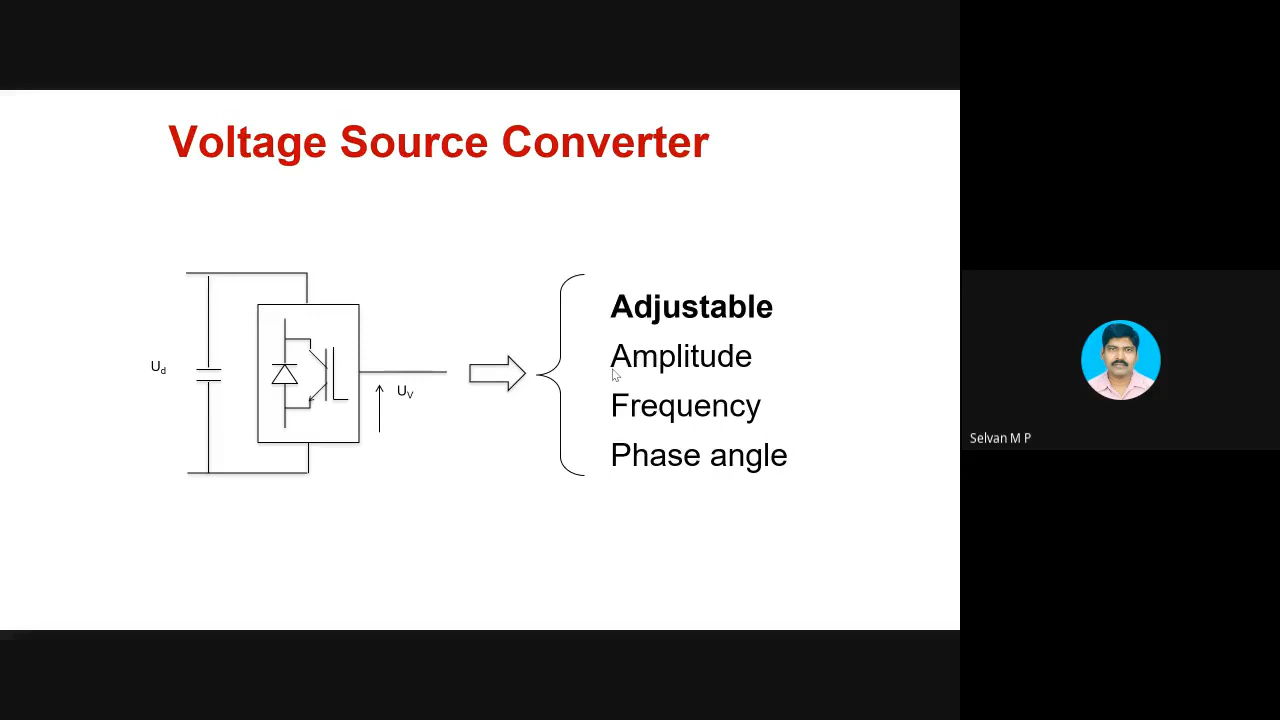 Voltage Source Converter
Ud
UV
Adjustable
Amplitude
Frequency
Phase angle
Selvan M P